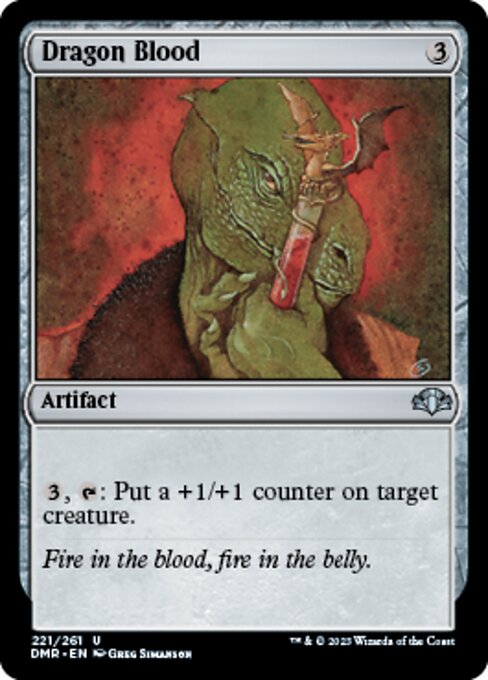 Dragon Blood 3
Artifact
3, : Put a +1/+1 counter on target
creature.
Fire in the blood, fire in the belly.
221/261 U
™ & © 2023 Wizards of the Coast
DMR • EN Greg Simanson